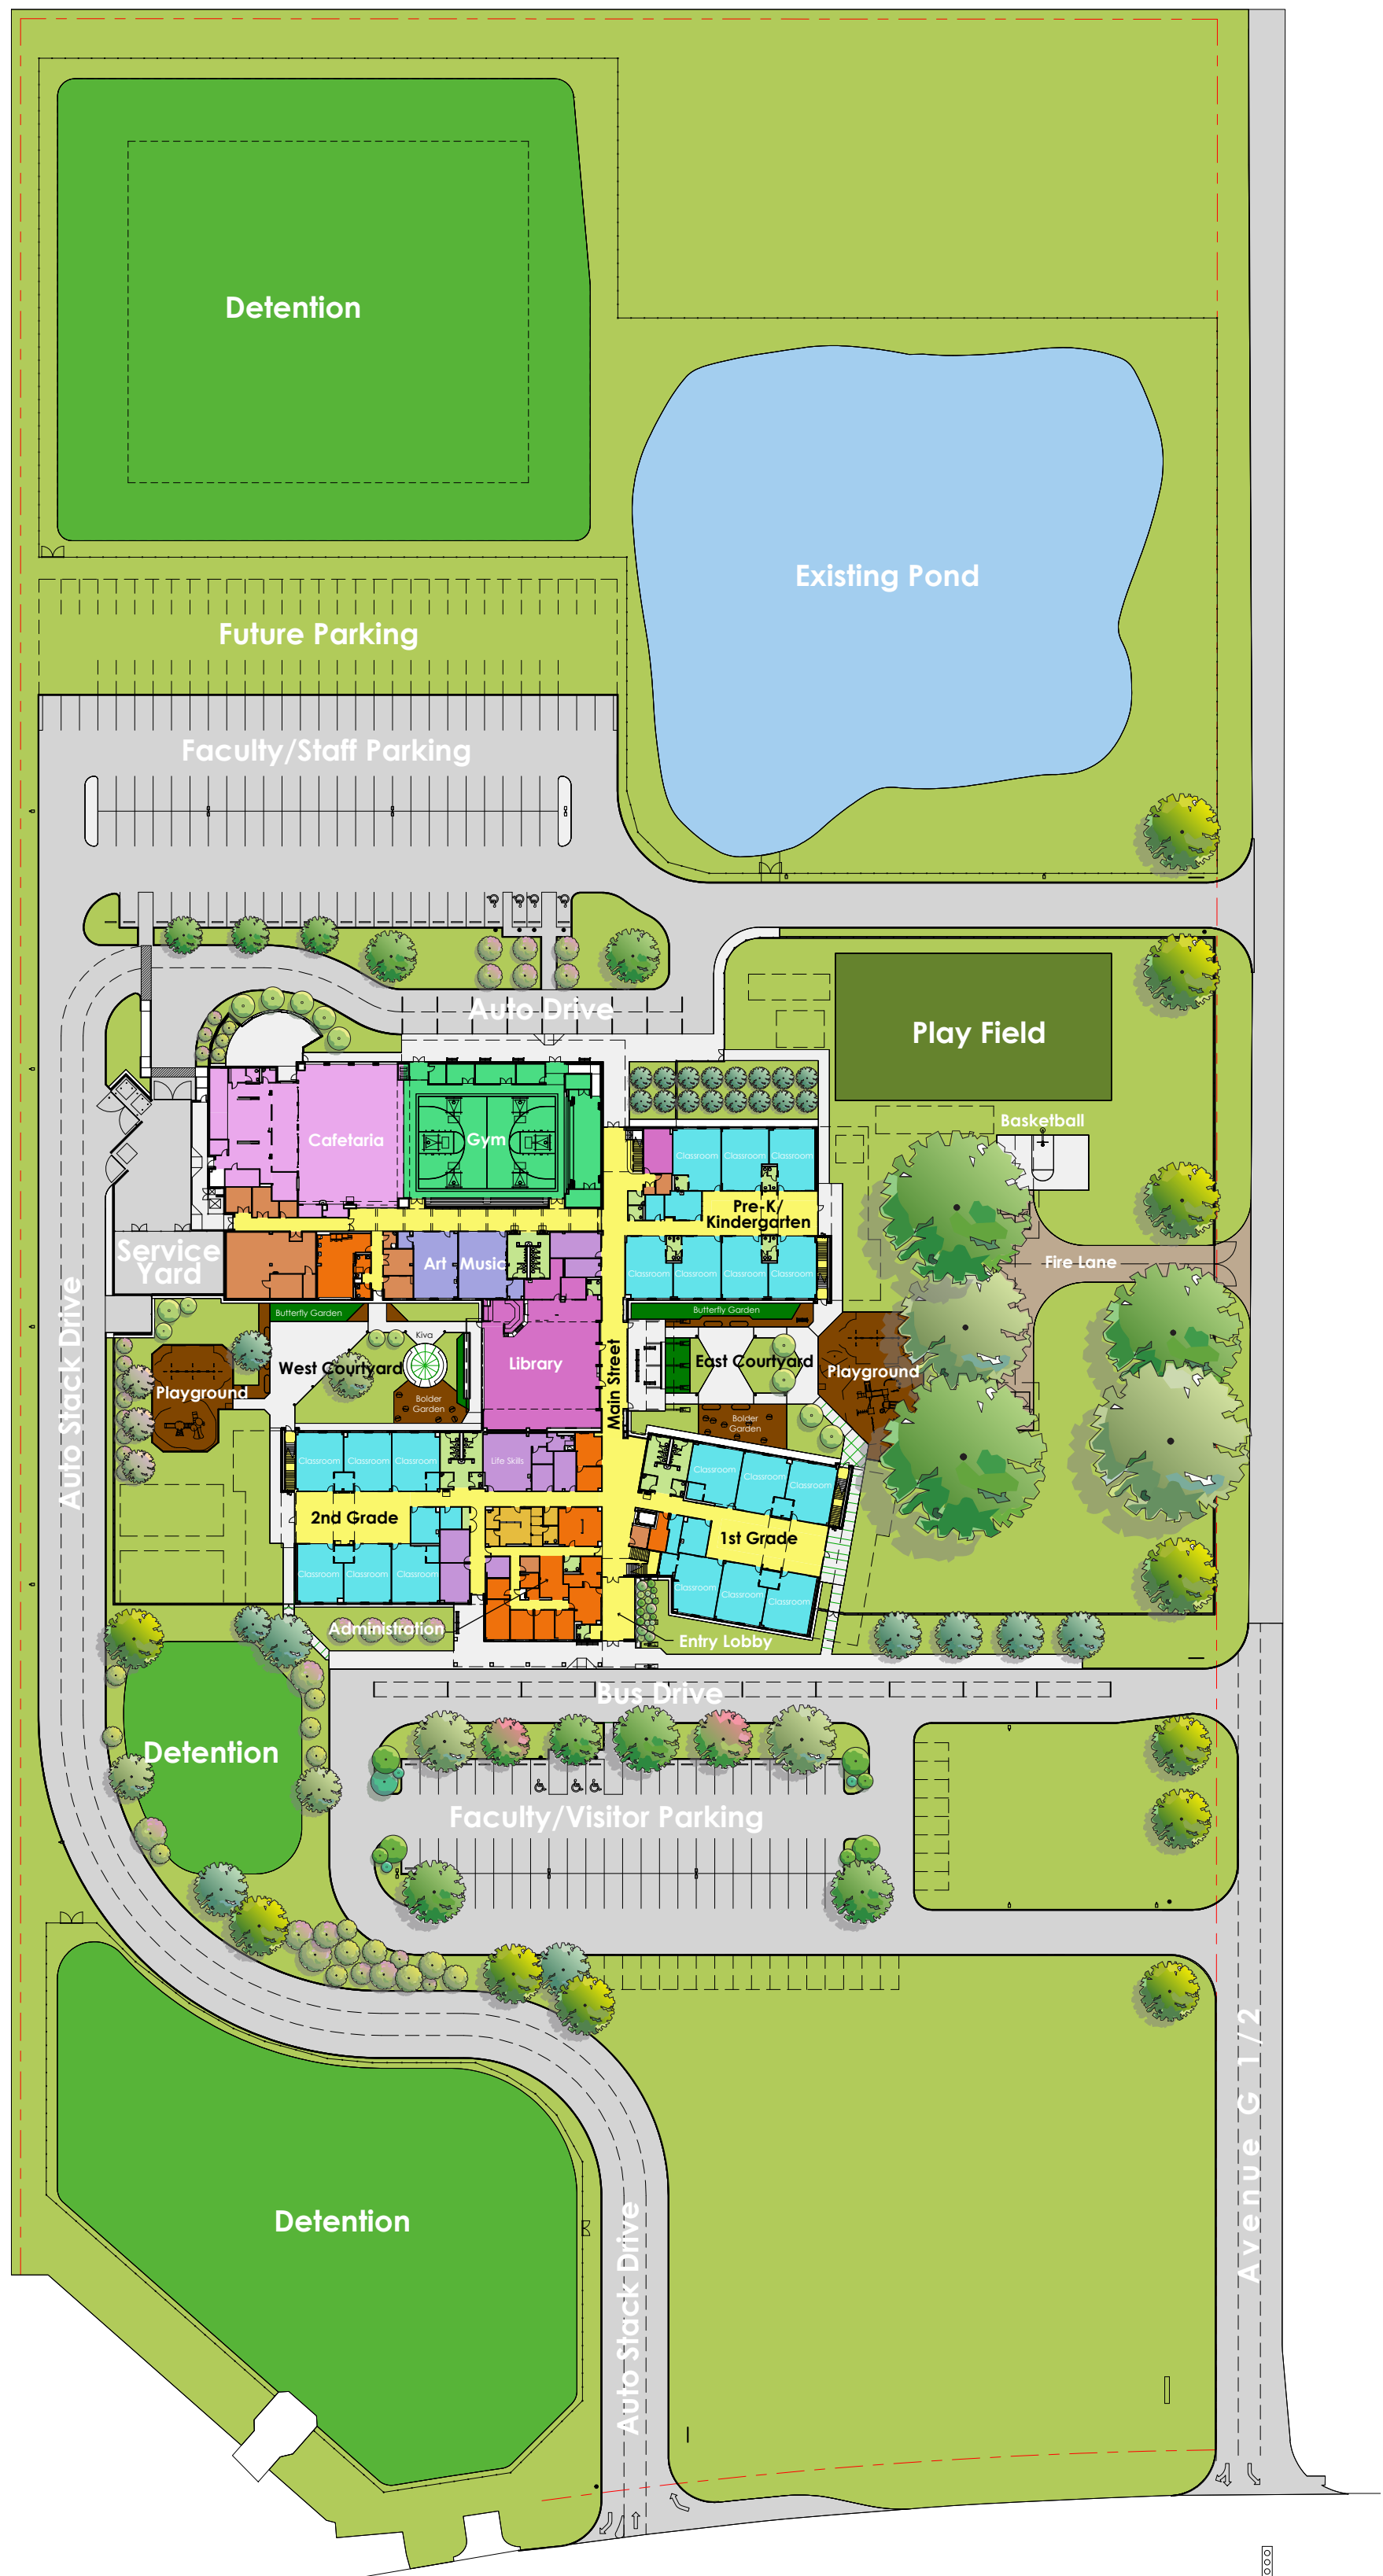 Detention
Existing Pond
Future Parking
Faculty/Staff Parking
Auto Drive
Play Field
Basketball
Cafetaria
Gym
Classroom
Classroom
Classroom
Pre-K/
Kindergarten
Service
Yard
Art
Music
Classroom
Classroom
Classroom
Classroom
Fire Lane
Butterfly Garden
Butterfly Garden
Auto Stack Drive
Kiva
West Courtyard
Library
Main Street
East Courtyard
Playground
Playground
Bolder
Garden
Bolder
Garden
Classroom
Classroom
Classroom
Life Skills
Classroom
Classroom
Classroom
2nd Grade
1st Grade
Classroom
Classroom
Classroom
Classroom
Classroom
Classroom
Administration
Entry Lobby
Bus Drive
Detention
Faculty/Visitor Parking
Avenue G 1/2
Detention
Auto Stack Drive